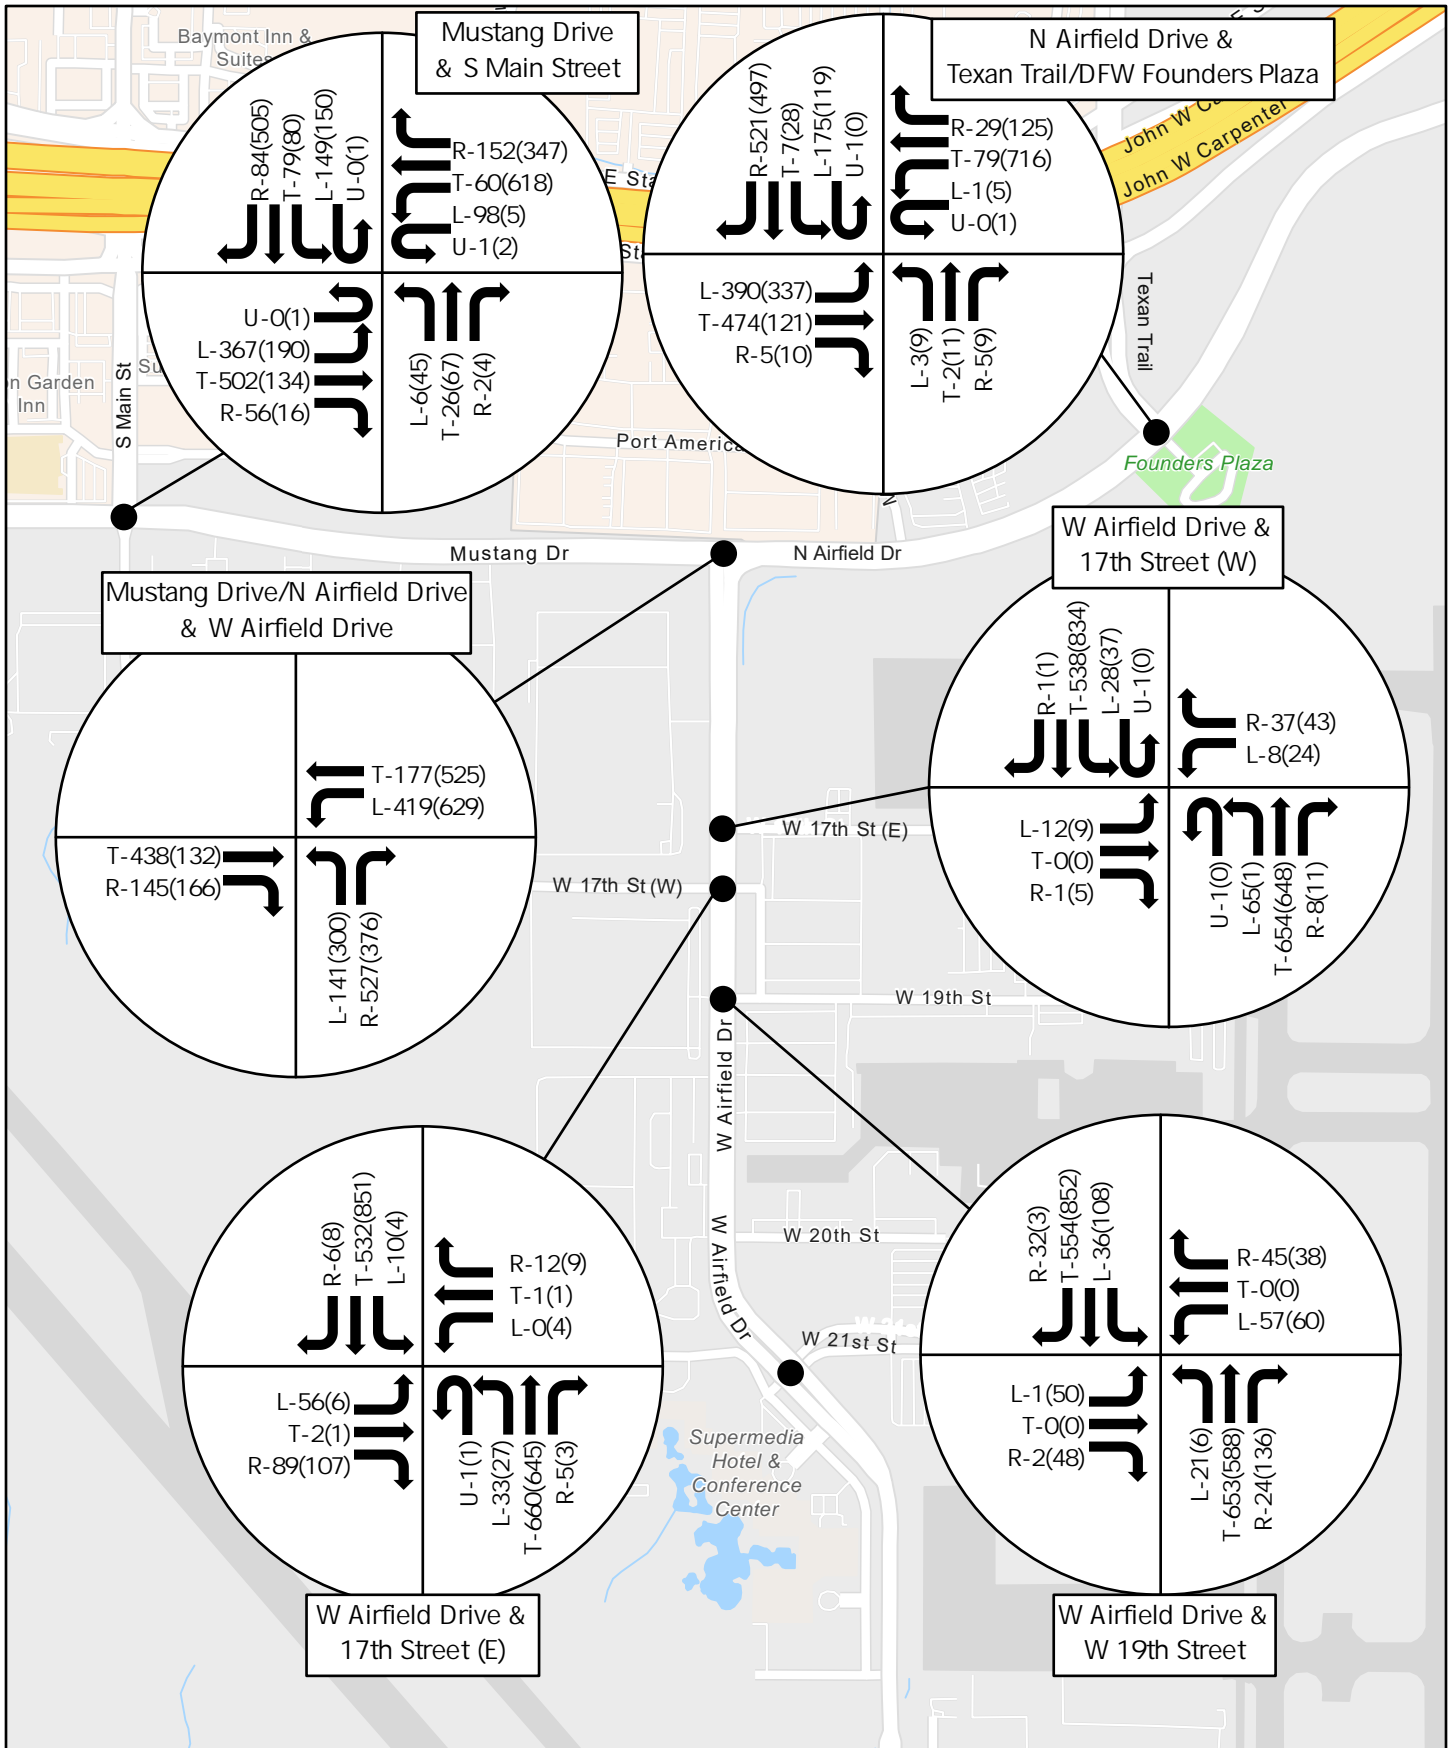 Baymont Inn &
Suites
Mustang Drive
& S Main Street
N Airfield Drive &
Texan Trail/DFW Founders Plaza
John W Ca
John W Carpenter
R-84(505)
T-79(80)
L-149(150)
U-0(1)
R-152(347)
T-60(618)
L-98(5)
U-1(2)
U-0(1)
L-367(190)
T-502(134)
R-56(16)
L-6(45)
T-26(67)
R-2(4)
E Sta
Sta
R-521(497)
T-7(28)
L-175(119)
U-1(0)
R-29(125)
T-79(716)
L-1(5)
U-0(1)
L-390(337)
T-474(121)
R-5(10)
L-3(9)
T-2(11)
R-5(9)
Texan Trail
Su
on Garden
Inn
S Main St
Port America
Founders Plaza
Mustang Dr
N Airfield Dr
N
W Airfield Drive &
17th Street (W)
Mustang Drive/N Airfield Drive
& W Airfield Drive
R-1(1)
T-538(834)
L-28(37)
U-1(0)
R-37(43)
L-8(24)
L-12(9)
T-0(0)
R-1(5)
U-1(0)
L-65(1)
T-654(648)
R-8(11)
T-177(525)
L-419(629)
T-438(132)
R-145(166)
L-141(300)
R-527(376)
W 17th St (E)
W 17th St (W)
W 19th St
W Airfield Dr
W 20th St
W Airfield Dr
W 21st St
R-6(8)
T-532(851)
L-10(4)
R-12(9)
T-1(1)
L-0(4)
L-56(6)
T-2(1)
R-89(107)
U-1(1)
L-33(27)
T-660(645)
R-5(3)
R-32(3)
T-554(852)
L-36(108)
R-45(38)
T-0(0)
L-57(60)
L-1(50)
T-0(0)
R-2(48)
L-21(6)
T-653(588)
R-24(136)
Supermedia
Hotel &
Conference
Center
W Airfield Drive &
17th Street (E)
W Airfield Drive &
W 19th Street